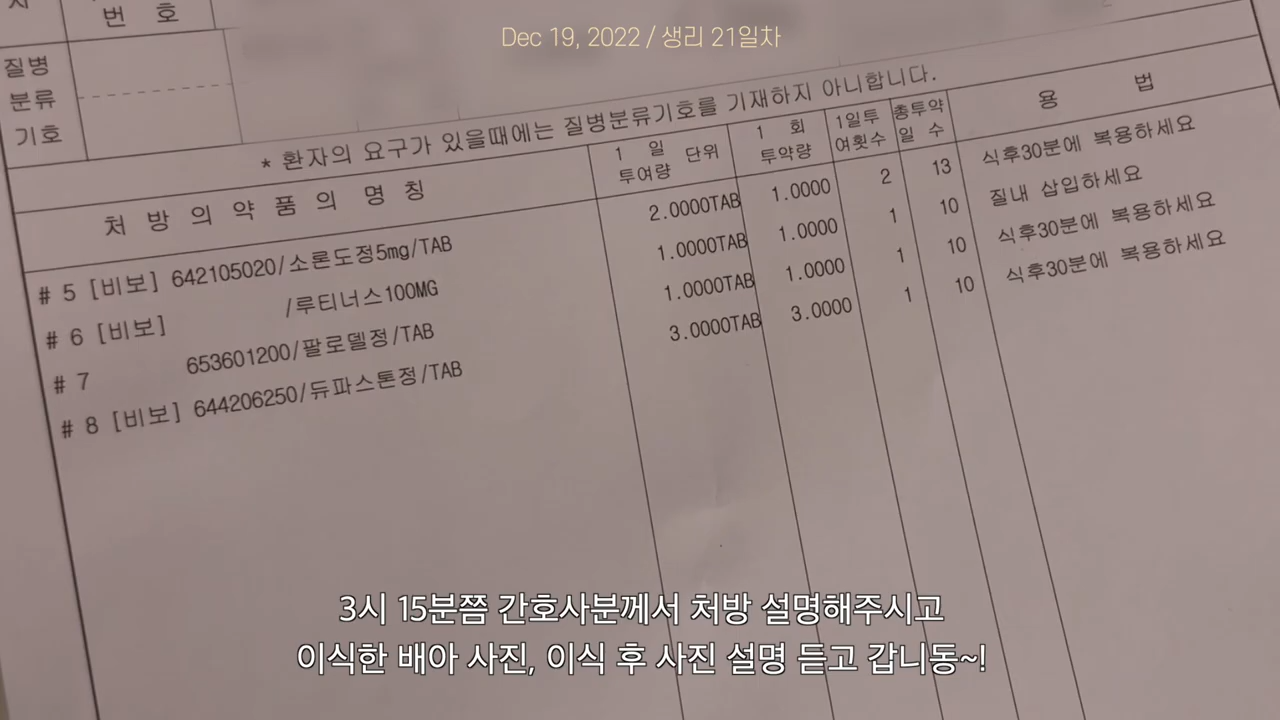 Dec 19, 2022 / 생리 21일차
번 호
질병
분류
기호
* 환자의 요구가 있을때에는 질병분류기호를 기재하지 아니합니다.
처 방 의 약 품 의 명 칭 1 일 투여량 단위 1 회 투약량 1일투여횟수 총투약일 수 용 법
# 5 [비보] 642105020/소론도정5mg/TAB 2.0000TAB 1.0000 2 13 식후30분에 복용하세요
# 6 [비보] /루티너스100MG 1.0000TAB 1.0000 1 10 질내 삽입하세요
# 7 653601200/팔로델정/TAB 1.0000TAB 1.0000 1 10 식후30분에 복용하세요
# 8 [비보] 644206250/듀파스톤정/TAB 3.0000TAB 3.0000 1 10 식후30분에 복용하세요
3시 15분쯤 간호사분께서 처방 설명해주시고
이식한 배아 사진, 이식 후 사진 설명 듣고 갑니동~!